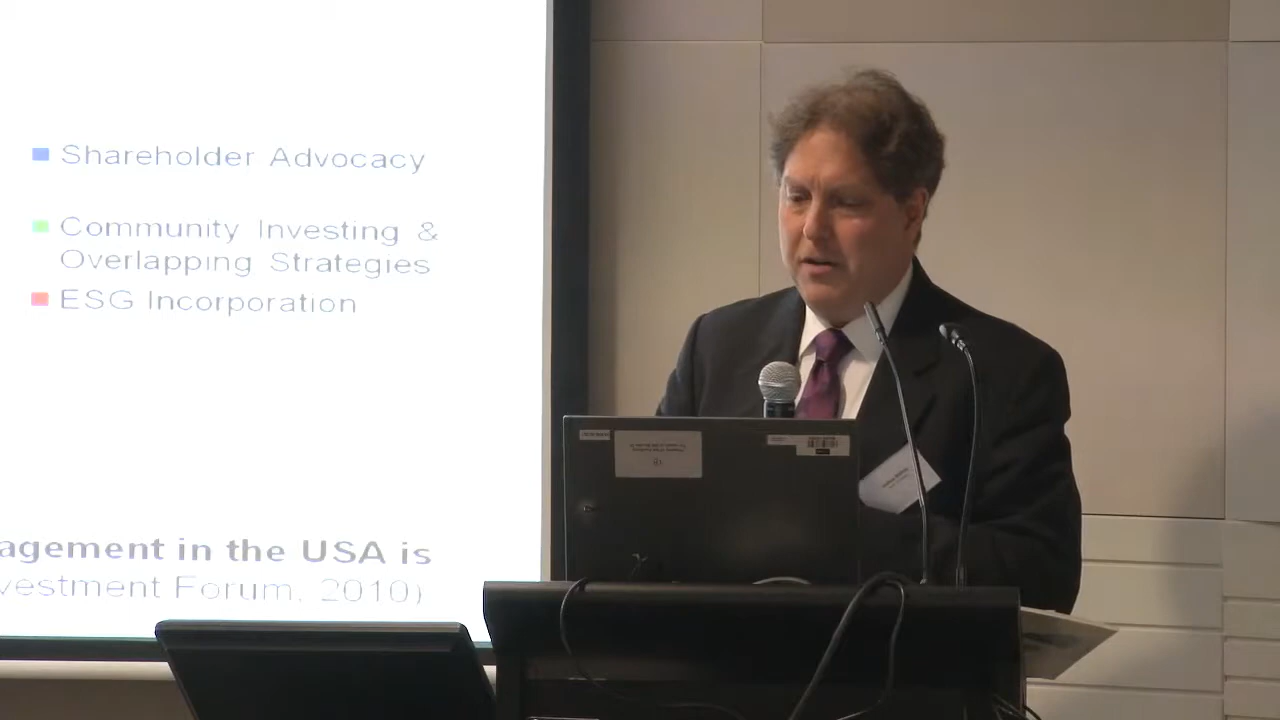 Shareholder Advocacy
Community Investing &
Overlapping Strategies
ESG Incorporation
agement in the USA is
vestment Forum, 2010)